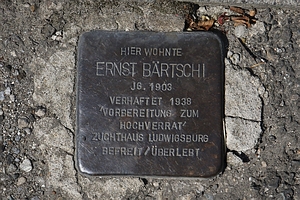 HIER WOHNTE
ERNST BÄRTSCHI
JG. 1903
VERHAFTET 1938
'VORBEREITUNG ZUM
HOCHVERRAT'
ZUCHTHAUS LUDWIGSBURG
BEFREIT/ÜBERLEBT